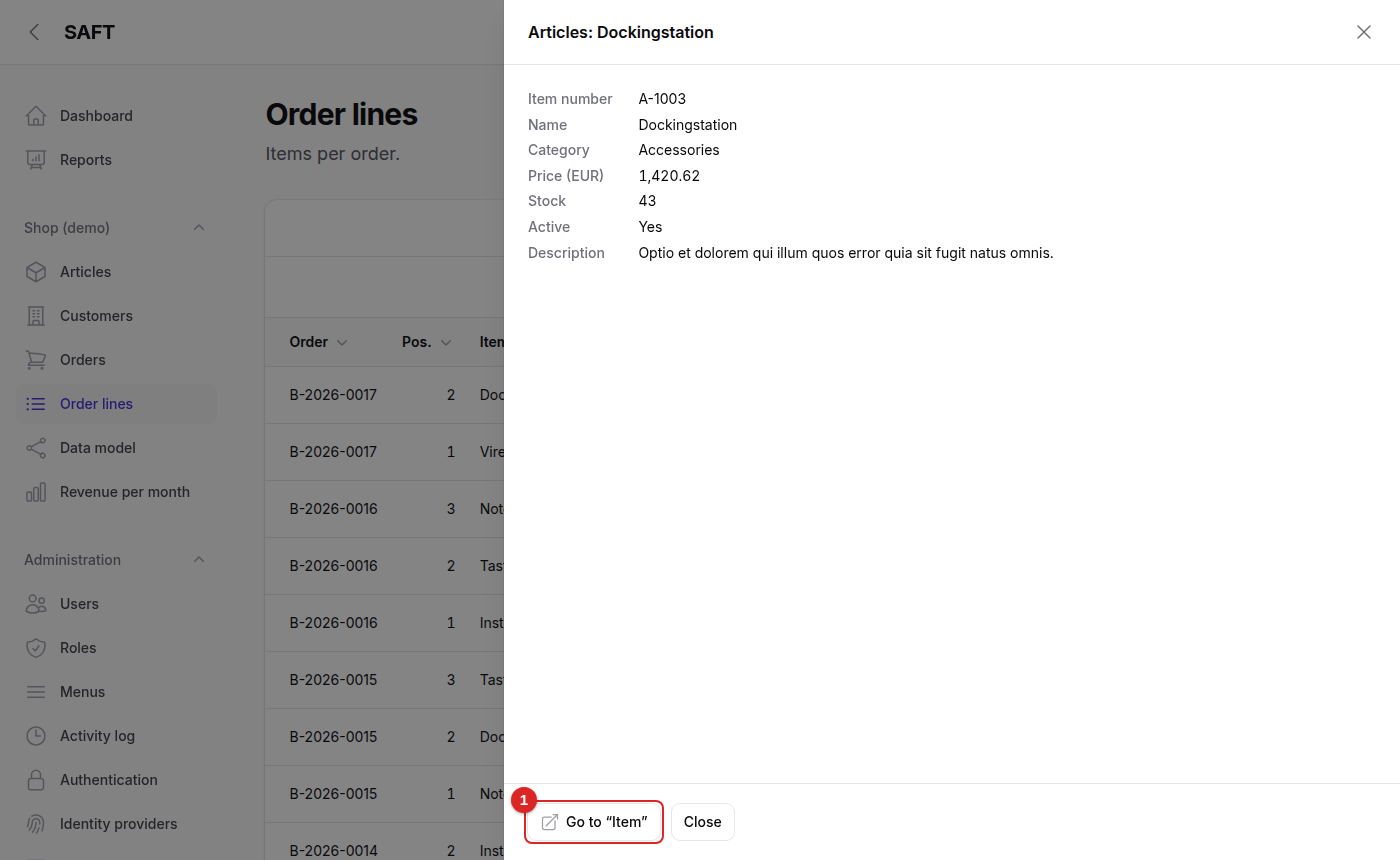 SAFT
Dashboard
Reports
Shop (demo)
Articles
Customers
Orders
Order lines
Data model
Revenue per month
Administration
Users
Roles
Menus
Activity log
Authentication
Identity providers
Order lines
Items per order.
Order Pos. Item
B-2026-0017 2
B-2026-0017 1
B-2026-0016 3
B-2026-0016 2
B-2026-0016 1
B-2026-0015 3
B-2026-0015 2
B-2026-0015 1
B-2026-0014 2
Articles: Dockingstation
Item number A-1003
Name Dockingstation
Category Accessories
Price (EUR) 1,420.62
Stock 43
Active Yes
Description Optio et dolorem qui illum quos error quia sit fugit natus omnis.
1
Go to “Item” Close